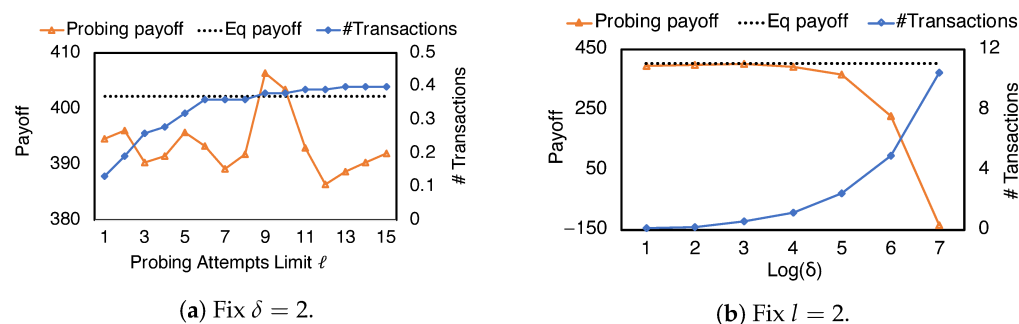 Probing payoff Eq payoff #Transactions
410
400
390
380
Payoff
0.5
0.4
0.3
0.2
0.1
0
# Transactions
1 3 5 7 9 11 13 15
Probing Attempts Limit ℓ
(a) Fix δ = 2.
Probing payoff Eq payoff #Transactions
450
250
50
−150
Payoff
12
8
4
0
# Tansactions
1 2 3 4 5 6 7
Log(δ)
(b) Fix l = 2.